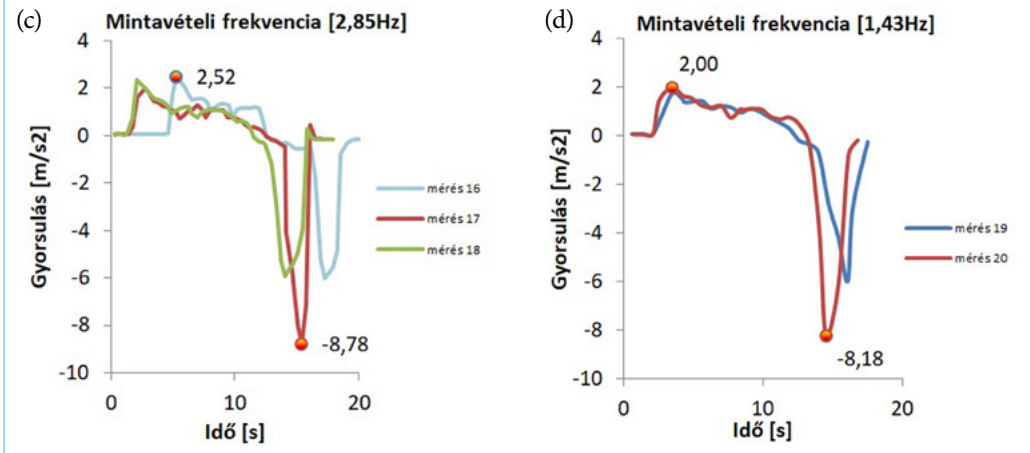 (c)
Mintavételi frekvencia [2,85Hz]
4
2
0
-2
-4
-6
-8
-10
Gyorsulás [m/s2]
2,52
-8,78
mérés 16
mérés 17
mérés 18
0
10
20
Idő [s]
(d)
Mintavételi frekvencia [1,43Hz]
4
2
0
-2
-4
-6
-8
-10
Gyorsulás [m/s2]
2,00
-8,18
mérés 19
mérés 20
0
10
20
Idő [s]